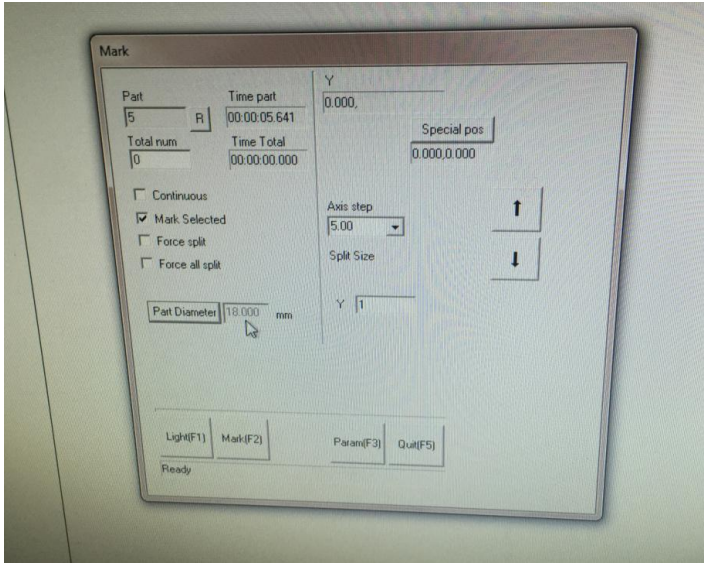 Mark
Part
Time part
5
R
00:00:05.641
Total num
Time Total
0
00:00:00.000
Continuous
Mark Selected
Force split
Force all split
Part Diameter
18.000
mm
Y
0.000,
Special pos
0.000,0.000
Axis step
5.00
Split Size
Y
1
Light(F1)
Mark(F2)
Param(F3)
Quit(F5)
Ready